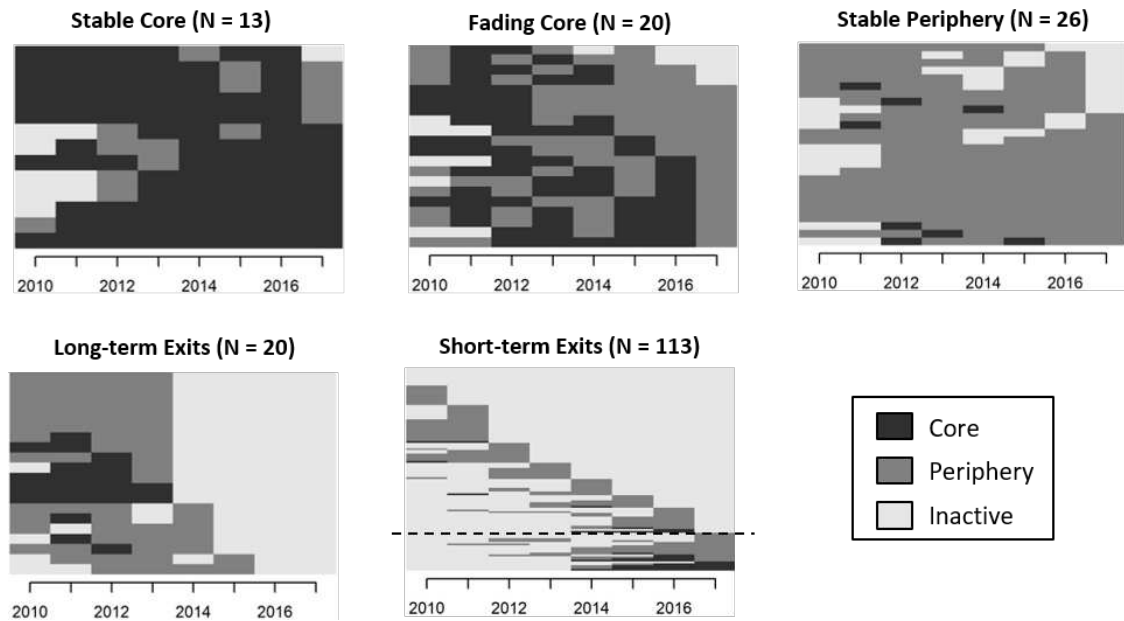 Stable Core (N = 13)
Fading Core (N = 20)
Stable Periphery (N = 26)
2010 2012 2014 2016
2010 2012 2014 2016
2010 2012 2014 2016
Long-term Exits (N = 20)
Short-term Exits (N = 113)
Core
Periphery
Inactive
2010 2012 2014 2016
2010 2012 2014 2016